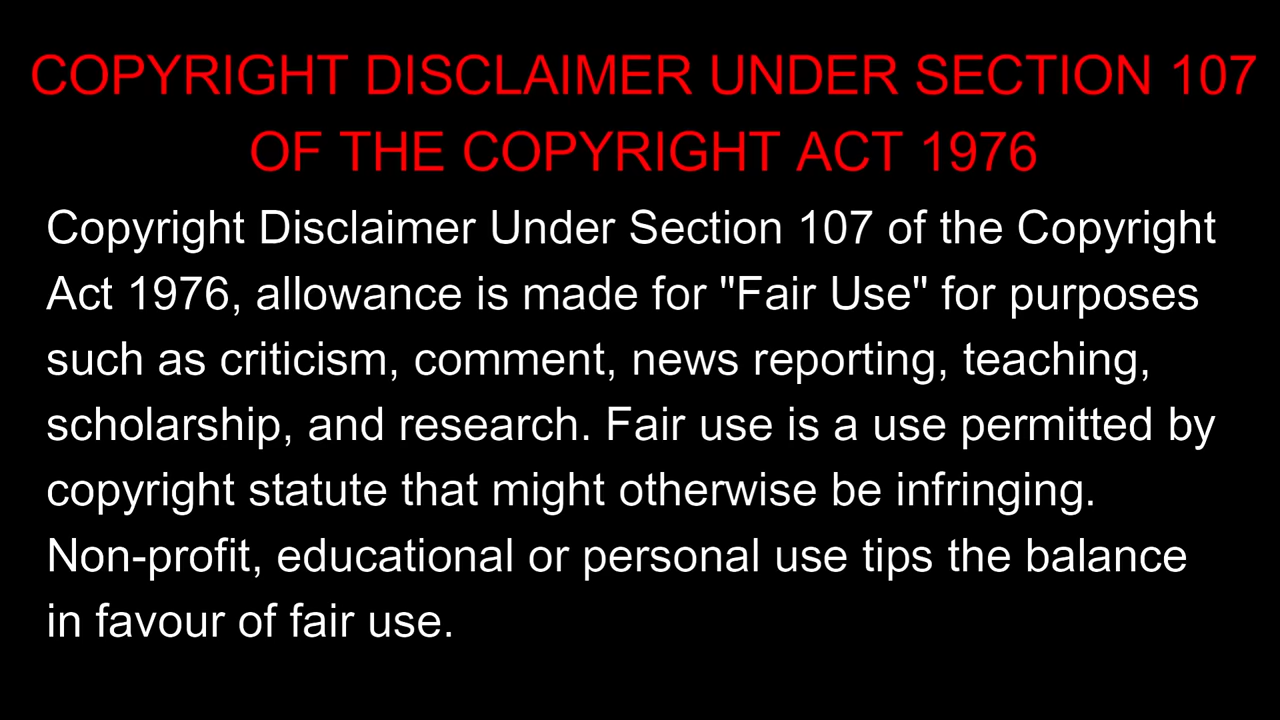 COPYRIGHT DISCLAIMER UNDER SECTION 107
OF THE COPYRIGHT ACT 1976
Copyright Disclaimer Under Section 107 of the Copyright
Act 1976, allowance is made for "Fair Use" for purposes
such as criticism, comment, news reporting, teaching,
scholarship, and research. Fair use is a use permitted by
copyright statute that might otherwise be infringing.
Non-profit, educational or personal use tips the balance
in favour of fair use.